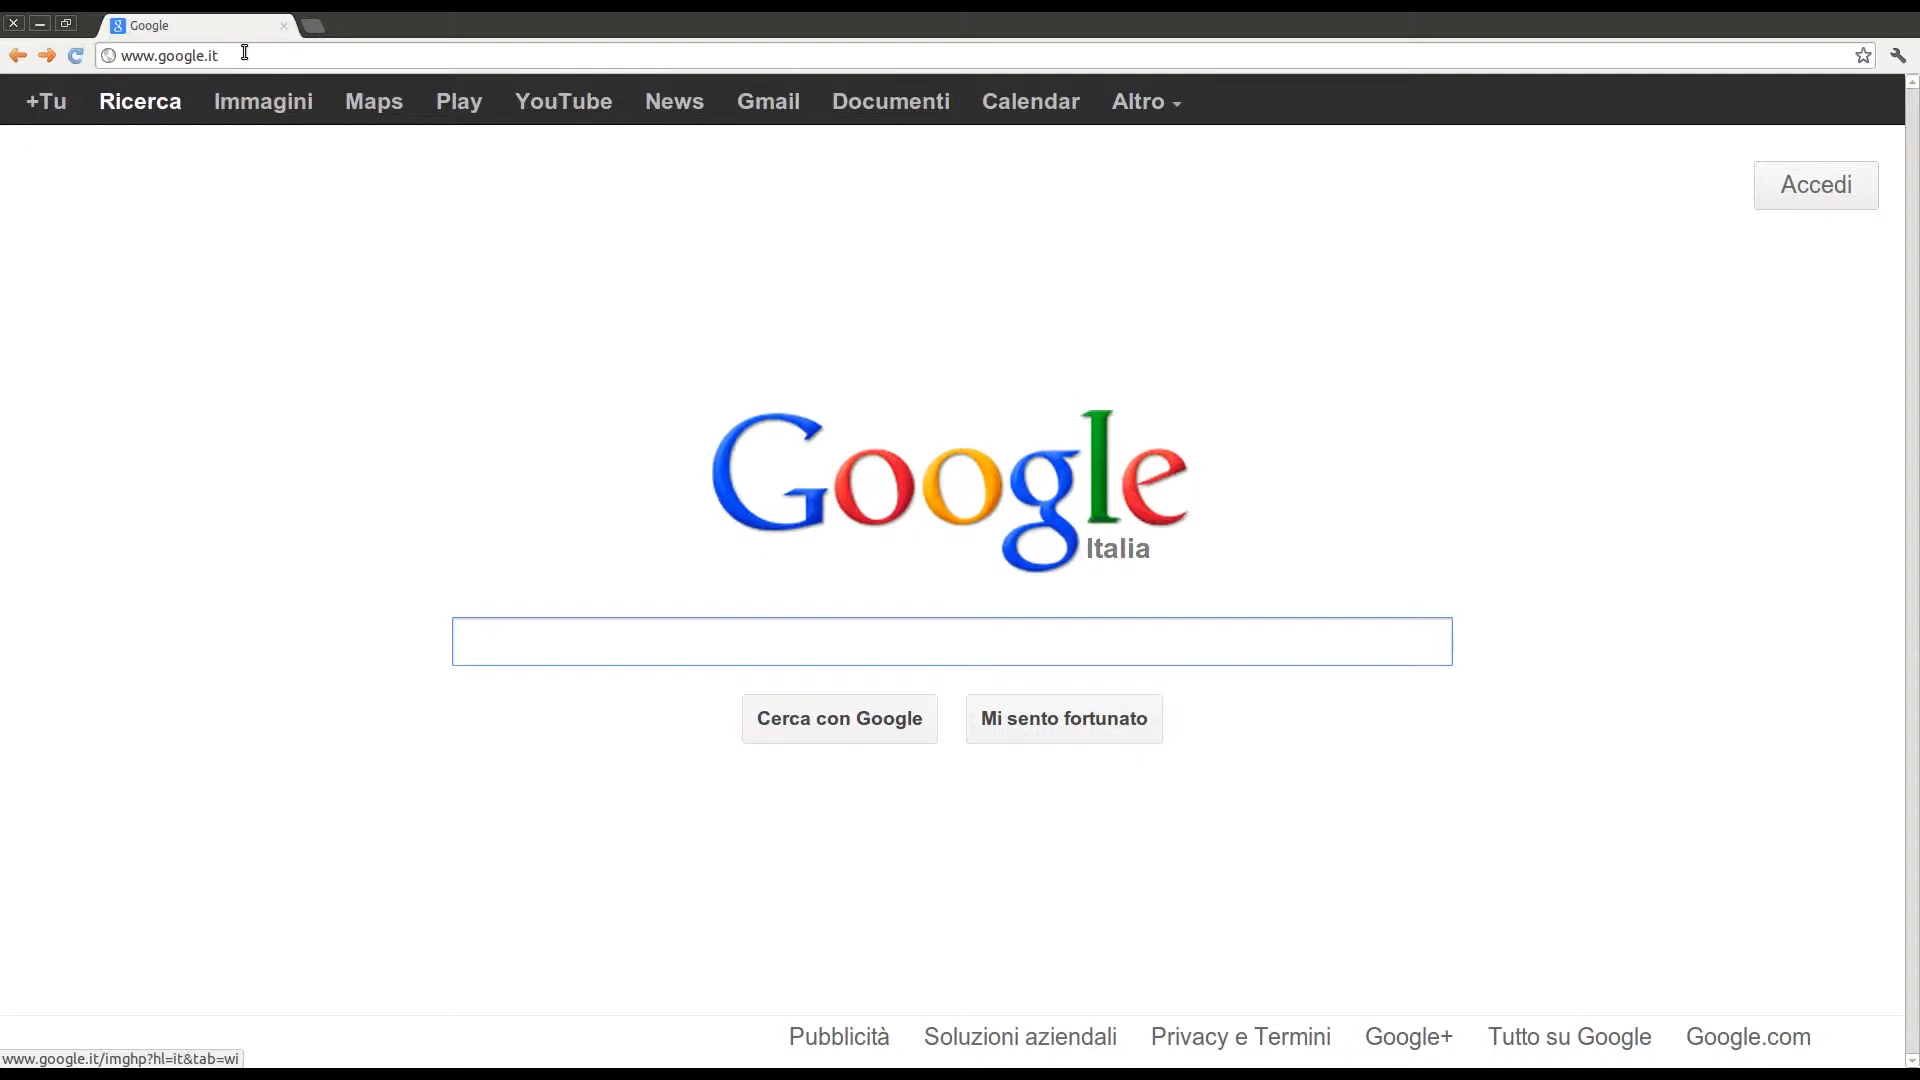 Google
www.google.it
+Tu Ricerca Immagini Maps Play YouTube News Gmail Documenti Calendar Altro
Accedi
Google
Italia
Cerca con Google Mi sento fortunato
Pubblicità Soluzioni aziendali Privacy e Termini Google+ Tutto su Google Google.com
www.google.it/imghp?hl=it&tab=wi